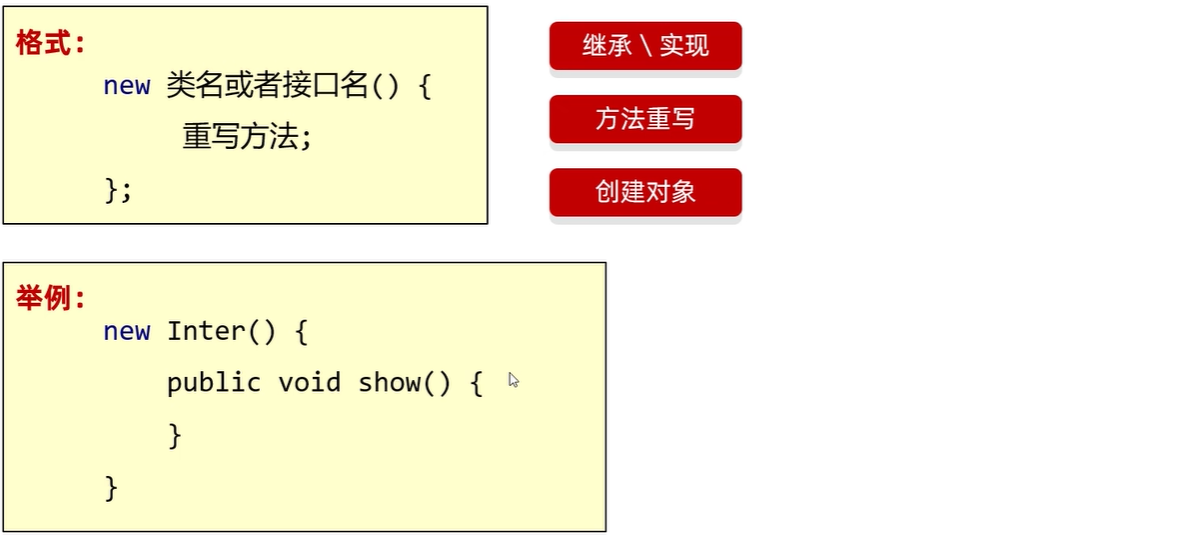 格式：
new 类名或者接口名() {
重写方法;
};
继承 \ 实现
方法重写
创建对象
举例：
new Inter() {
public void show() {
}
}